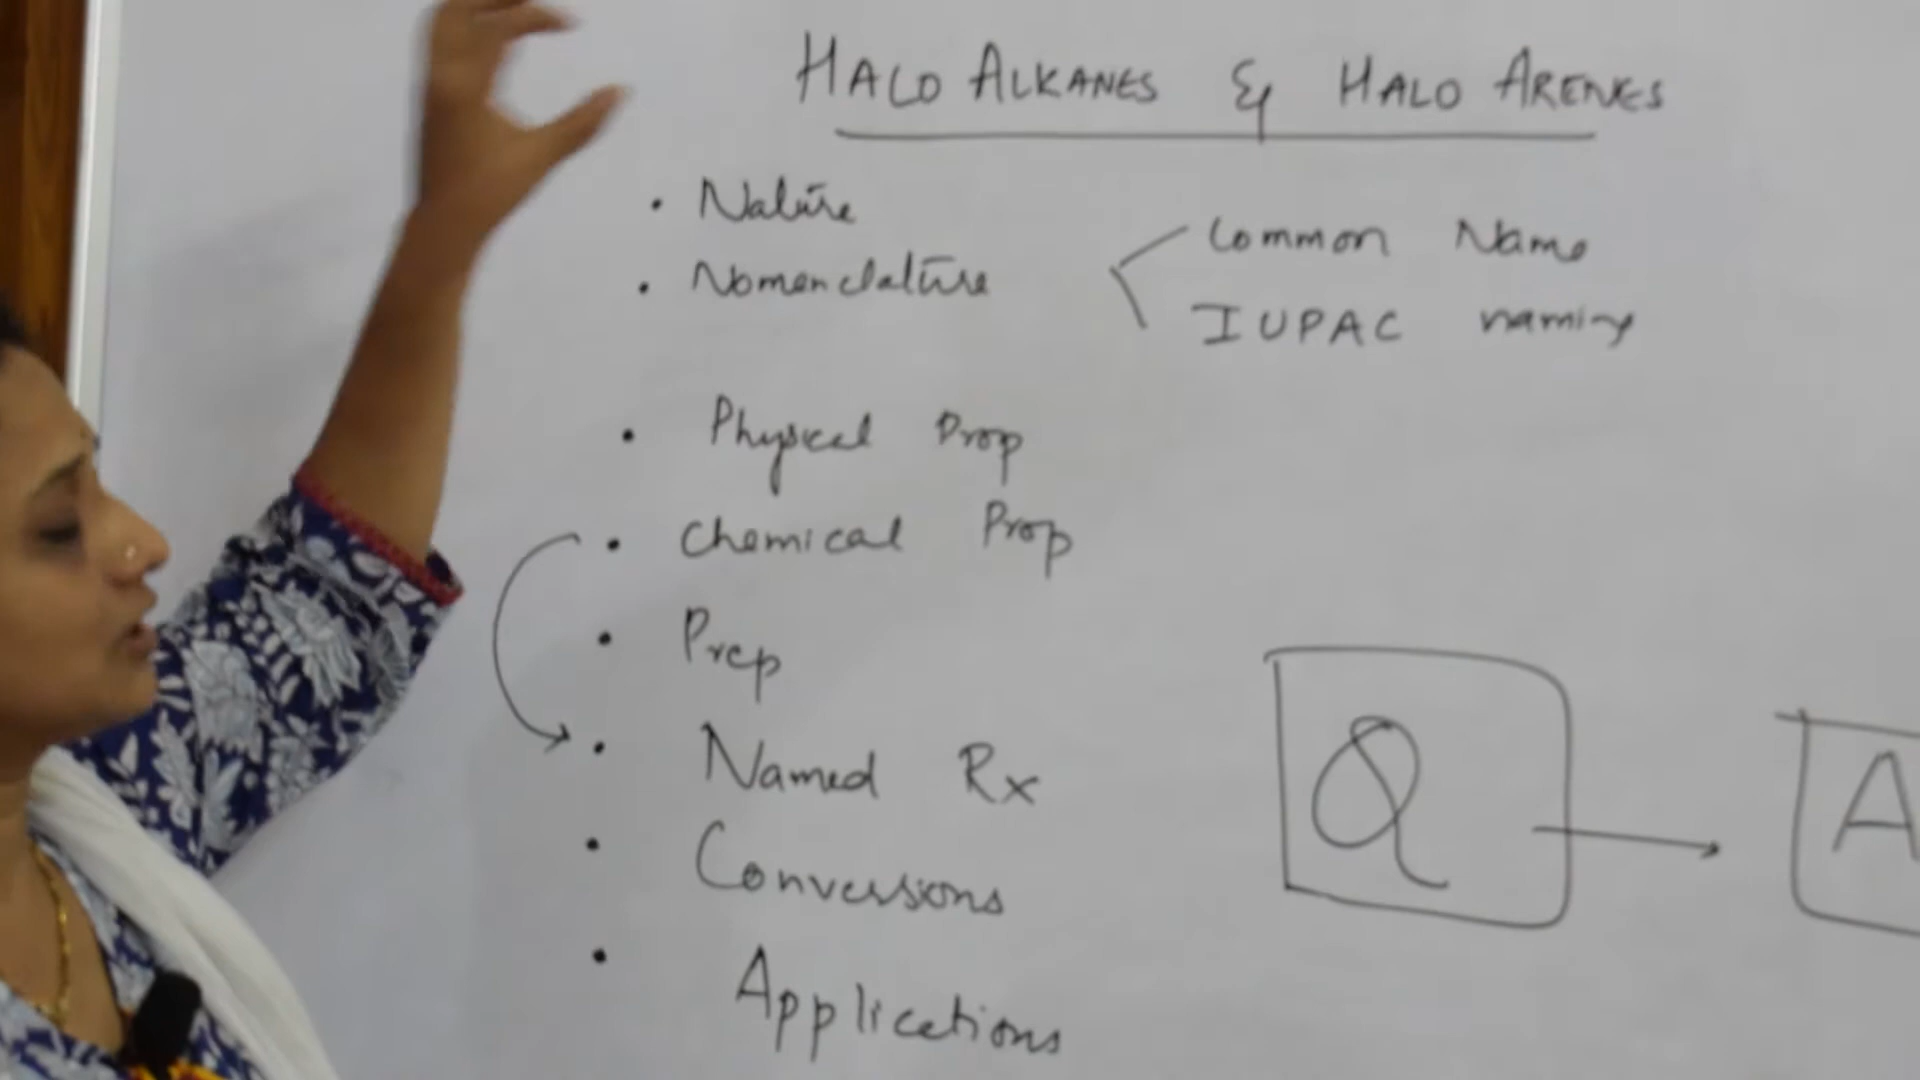 HALO ALKANES & HALO ARENES
• Nature
• Nomenclature
Common Name
IUPAC naming
• Physical Prop
• Chemical Prop
• Prep
• Named Rx
• Conversions
• Applications
Q
A